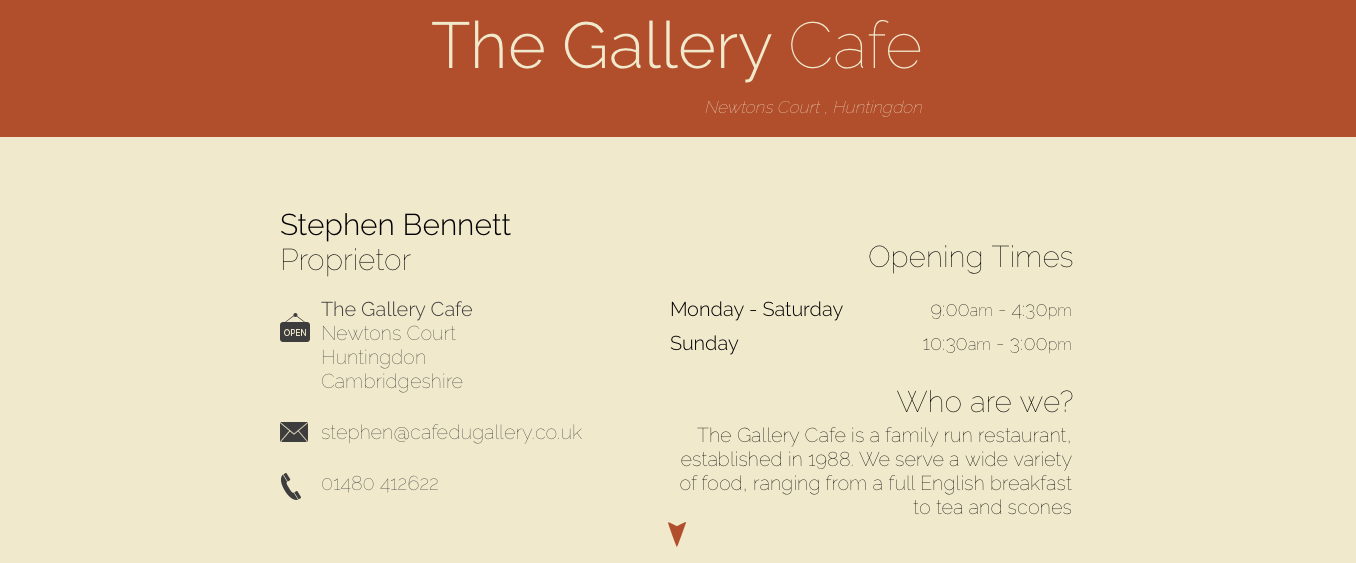 The Gallery Cafe
Newtons Court , Huntingdon
Stephen Bennett
Proprietor
OPEN
The Gallery Cafe
Newtons Court
Huntingdon
Cambridgeshire
stephen@cafedugallery.co.uk
01480 412622
Opening Times
Monday - Saturday 9:00am - 4:30pm
Sunday 10:30am - 3:00pm
Who are we?
The Gallery Cafe is a family run restaurant,
established in 1988. We serve a wide variety
of food, ranging from a full English breakfast
to tea and scones